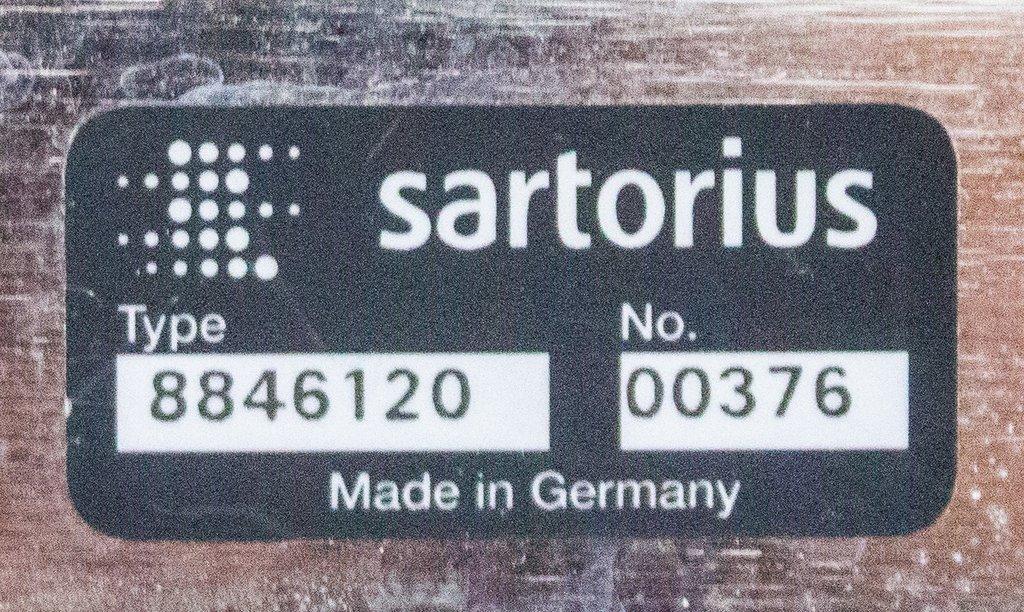 sartorius
Type No.
8846120 00376
Made in Germany